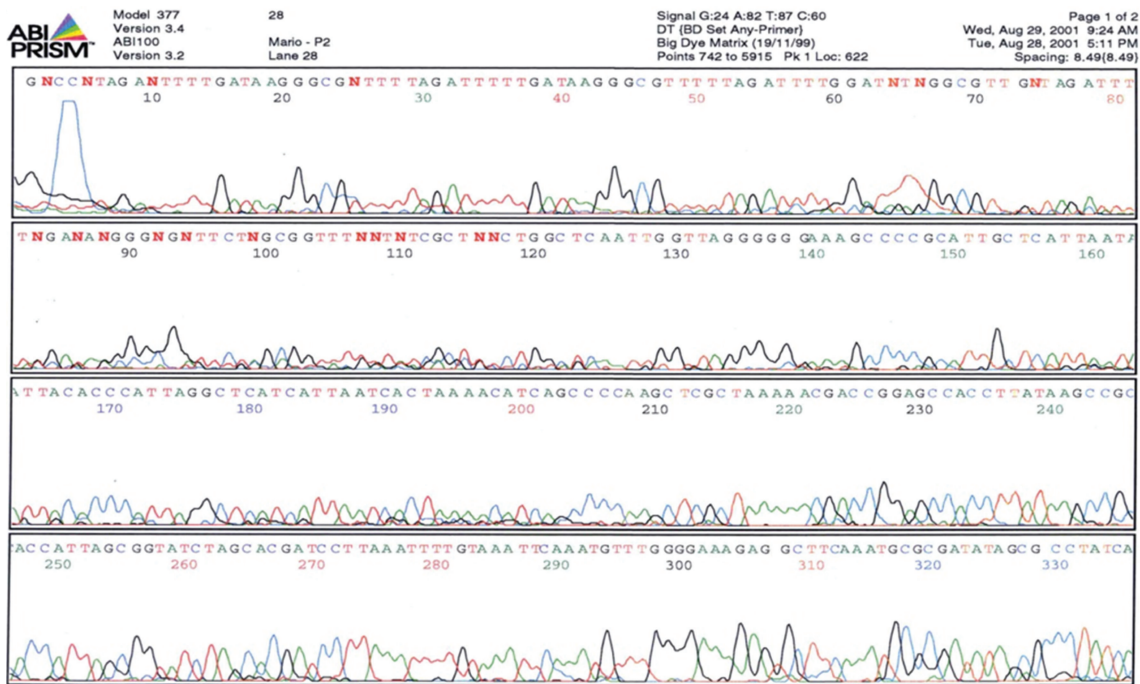 ABI PRISM™
Model 377
Version 3.4
ABI100
Version 3.2
28
Mario - P2
Lane 28
Signal G:24 A:82 T:87 C:60
DT {BD Set Any-Primer}
Big Dye Matrix (19/11/99)
Points 742 to 5915 Pk 1 Loc: 622
Page 1 of 2
Wed, Aug 29, 2001 9:24 AM
Tue, Aug 28, 2001 5:11 PM
Spacing: 8.49{8.49}
GNCCNTAGANTTTTGATAAGGGCGNTTTTAGATTTTTGATAAGGGCGTTTTTAGATTTTGGATNTNGGCGTTGNTAGATTT
10 20 30 40 50 60 70 80
TNGANANGGGNGNTTCTNGCGGTTTNNTNTCGCTNNCTGGCTCAATTGGTTAGGGGGGGAAAGCCCCGCATTGCTCATTAATA
90 100 110 120 130 140 150 160
ATTACACCCATTAGGCTCATCATTAATCACTAAAACATCAGCCCCAAGCTCGCTAAAAACGACCGGAGCCACCTTATAAGCCGC
170 180 190 200 210 220 230 240
ACCATTAGCGGTATCTAGCACGATCCTTAAATTTTGTAAATTCAAATGTTTGGGGAAAGAGGCTTCAAATGCGCGATATAGCGCCCTATCA
250 260 270 280 290 300 310 320 330